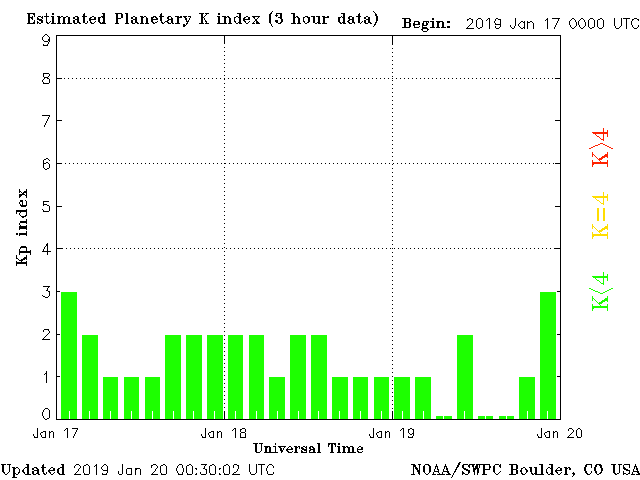 Estimated Planetary K index (3 hour data) Begin: 2019 Jan 17 0000 UTC
9
8
7
6
5
4
3
2
1
0
Kp index
K>4
K=4
K<4
Jan 17 Jan 18 Jan 19 Jan 20
Universal Time
Updated 2019 Jan 20 00:30:02 UTC NOAA/SWPC Boulder, CO USA